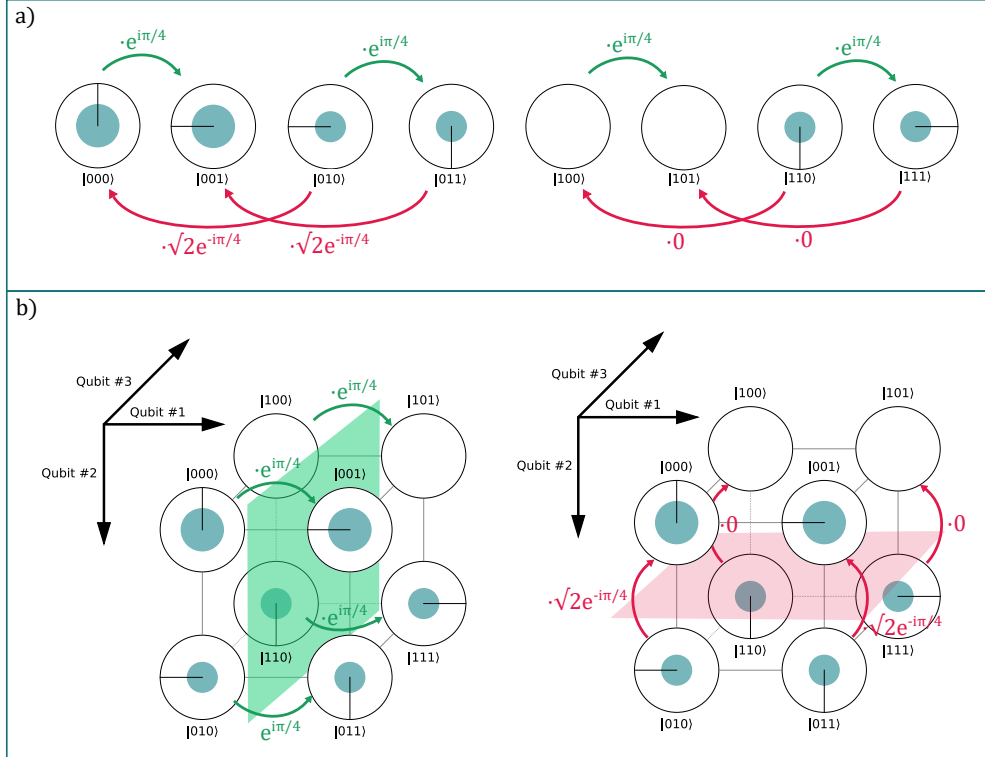 a)
·e^{iπ/4} ·e^{iπ/4} ·e^{iπ/4} ·e^{iπ/4}
|000⟩ |001⟩ |010⟩ |011⟩ |100⟩ |101⟩ |110⟩ |111⟩
·√2e^{-iπ/4} ·√2e^{-iπ/4} ·0 ·0
b)
Qubit #3
Qubit #1
Qubit #2
|100⟩ ·e^{iπ/4} |101⟩
|000⟩ ·e^{iπ/4} |001⟩
·e^{iπ/4}
|110⟩ |111⟩
|010⟩ e^{iπ/4} |011⟩
Qubit #3
Qubit #1
Qubit #2
|100⟩ |101⟩
|000⟩ |001⟩
·0 ·0
·√2e^{-iπ/4} ·√2e^{-iπ/4}
|110⟩ |111⟩
|010⟩ |011⟩